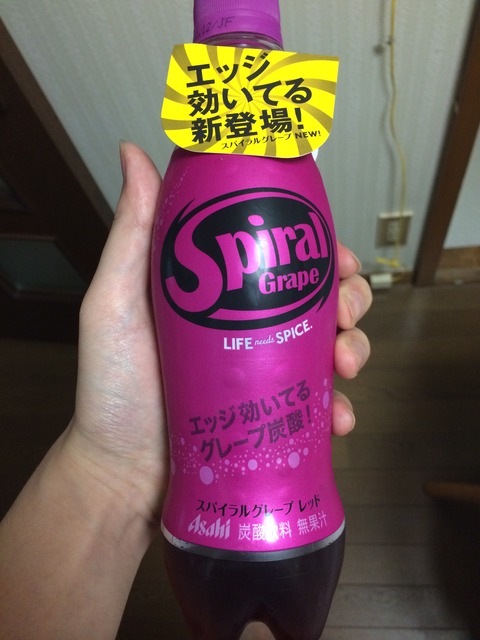 エッジ
効いてる
新登場!
スパイラルグレープ NEW!
Spiral
Grape
LIFE needs SPICE.
エッジ効いてる
グレープ炭酸!
スパイラルグレープ レッド
Asahi 炭酸飲料 無果汁